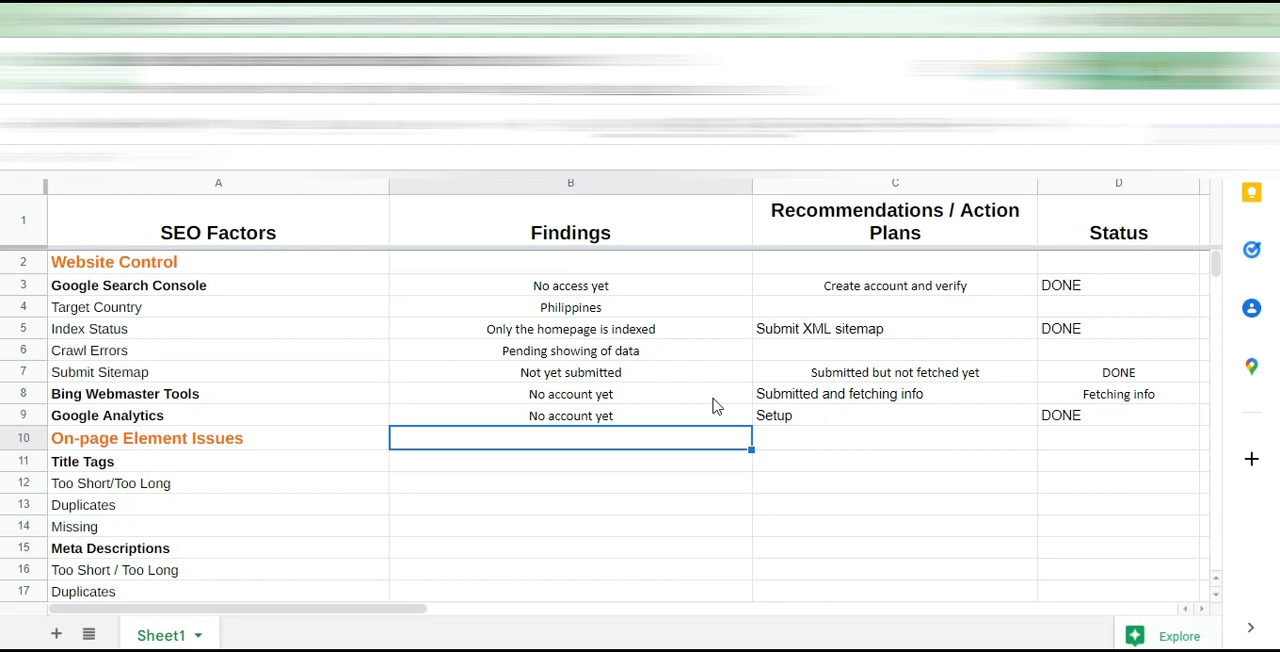 A B C D
1 SEO Factors Findings Recommendations / Action Plans Status
2 Website Control
3 Google Search Console No access yet Create account and verify DONE
4 Target Country Philippines
5 Index Status Only the homepage is indexed Submit XML sitemap DONE
6 Crawl Errors Pending showing of data
7 Submit Sitemap Not yet submitted Submitted but not fetched yet DONE
8 Bing Webmaster Tools No account yet Submitted and fetching info Fetching info
9 Google Analytics No account yet Setup DONE
10 On-page Element Issues
11 Title Tags
12 Too Short/Too Long
13 Duplicates
14 Missing
15 Meta Descriptions
16 Too Short / Too Long
17 Duplicates
Sheet1 Explore